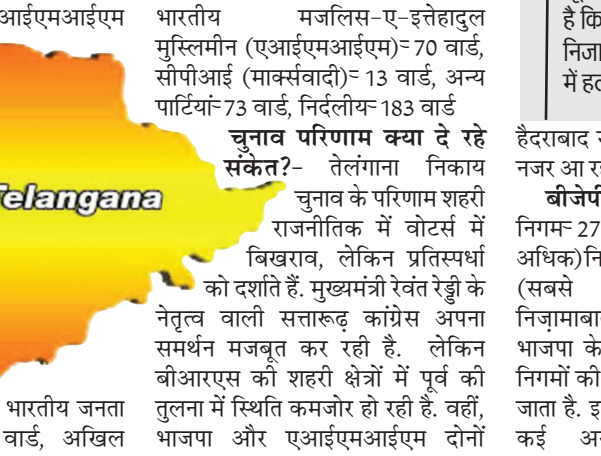 आईएमआईएम
Telangana
भारतीय जनता
वार्ड, अखिल
भारतीय मजलिस-ए-इत्तेहादुल
मुस्लिमीन (एआईएमआईएम)= 70 वार्ड,
सीपीआई (मार्क्सवादी)= 13 वार्ड, अन्य
पार्टियां=73 वार्ड, निर्दलीय=183 वार्ड
चुनाव परिणाम क्या दे रहे
संकेत?- तेलंगाना निकाय
चुनाव के परिणाम शहरी
राजनीतिक में वोटर्स में
बिखराव, लेकिन प्रतिस्पर्धा
को दर्शाते हैं. मुख्यमंत्री रेवंत रेड्डी के
नेतृत्व वाली सत्तारूढ़ कांग्रेस अपना
समर्थन मजबूत कर रही है. लेकिन
बीआरएस की शहरी क्षेत्रों में पूर्व की
तुलना में स्थिति कमजोर हो रही है. वहीं,
भाजपा और एआईएमआईएम दोनों
है कि
निजा
में हट
हैदराबाद
नजर आ रह
बीजेपी
निगम= 27
अधिक)नि
(सबसे
निज़ामाबा
भाजपा के
निगमों की
जाता है. इ
कई अ